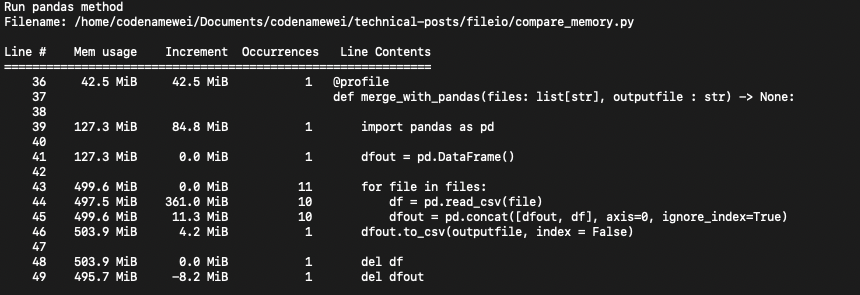 Run pandas method
Filename: /home/codenamewei/Documents/codenamewei/technical-posts/fileio/compare_memory.py

Line #    Mem usage    Increment  Occurrences   Line Contents
=============================================================
    36     42.5 MiB     42.5 MiB           1   @profile
    37                                         def merge_with_pandas(files: list[str], outputfile : str) -> None:
    38
    39    127.3 MiB     84.8 MiB           1       import pandas as pd
    40
    41    127.3 MiB      0.0 MiB           1       dfout = pd.DataFrame()
    42
    43    499.6 MiB      0.0 MiB          11       for file in files:
    44    497.5 MiB    361.0 MiB          10           df = pd.read_csv(file)
    45    499.6 MiB     11.3 MiB          10           dfout = pd.concat([dfout, df], axis=0, ignore_index=True)
    46    503.9 MiB      4.2 MiB           1       dfout.to_csv(outputfile, index = False)
    47
    48    503.9 MiB      0.0 MiB           1       del df
    49    495.7 MiB     -8.2 MiB           1       del dfout